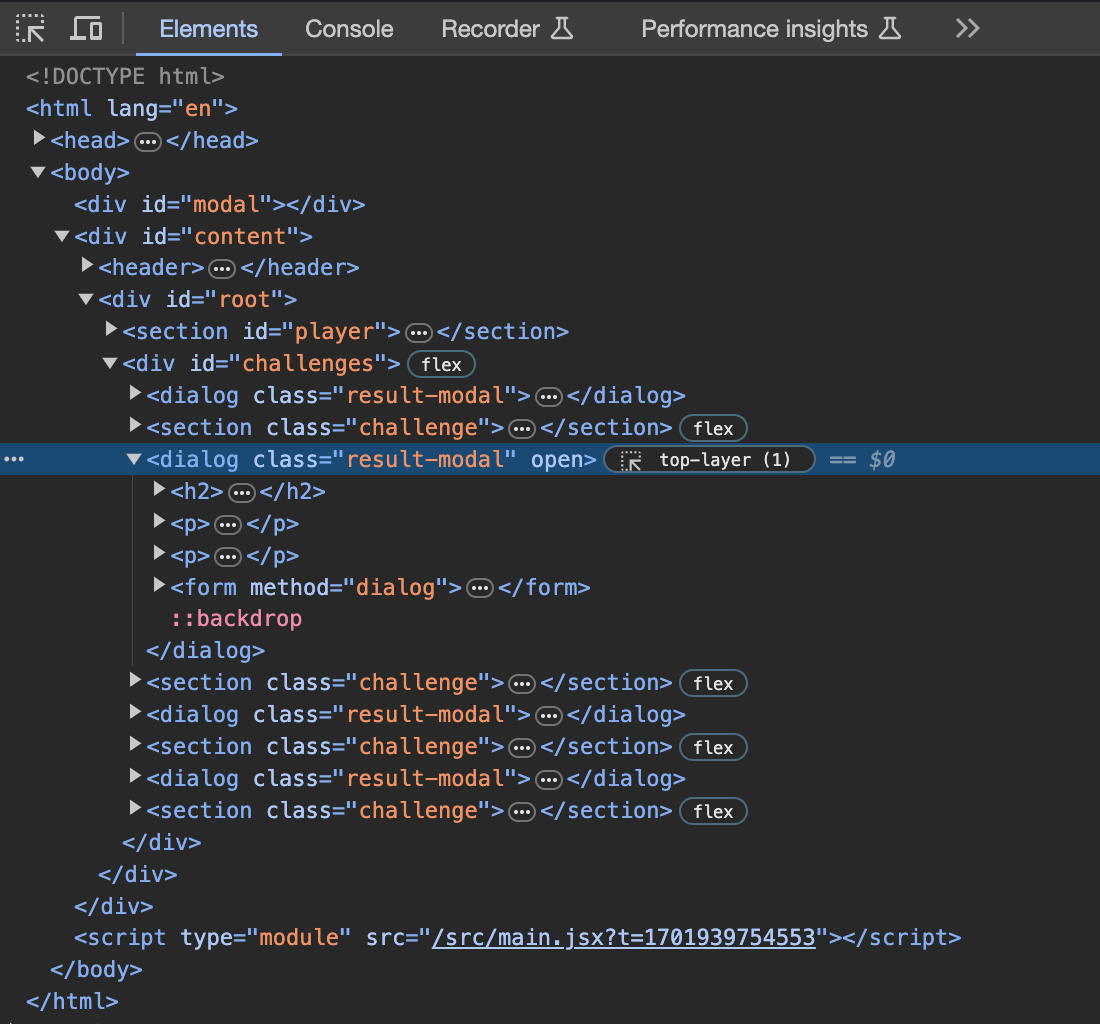 Elements Console Recorder Performance insights
<!DOCTYPE html>
<html lang="en">
<head>…</head>
<body>
<div id="modal"></div>
<div id="content">
<header>…</header>
<div id="root">
<section id="player">…</section>
<div id="challenges"> flex
<dialog class="result-modal">…</dialog>
<section class="challenge">…</section> flex
<dialog class="result-modal" open> top-layer (1) == $0
<h2>…</h2>
<p>…</p>
<p>…</p>
<form method="dialog">…</form>
::backdrop
</dialog>
<section class="challenge">…</section> flex
<dialog class="result-modal">…</dialog>
<section class="challenge">…</section> flex
<dialog class="result-modal">…</dialog>
<section class="challenge">…</section> flex
</div>
</div>
</div>
<script type="module" src="/src/main.jsx?t=1701939754553"></script>
</body>
</html>